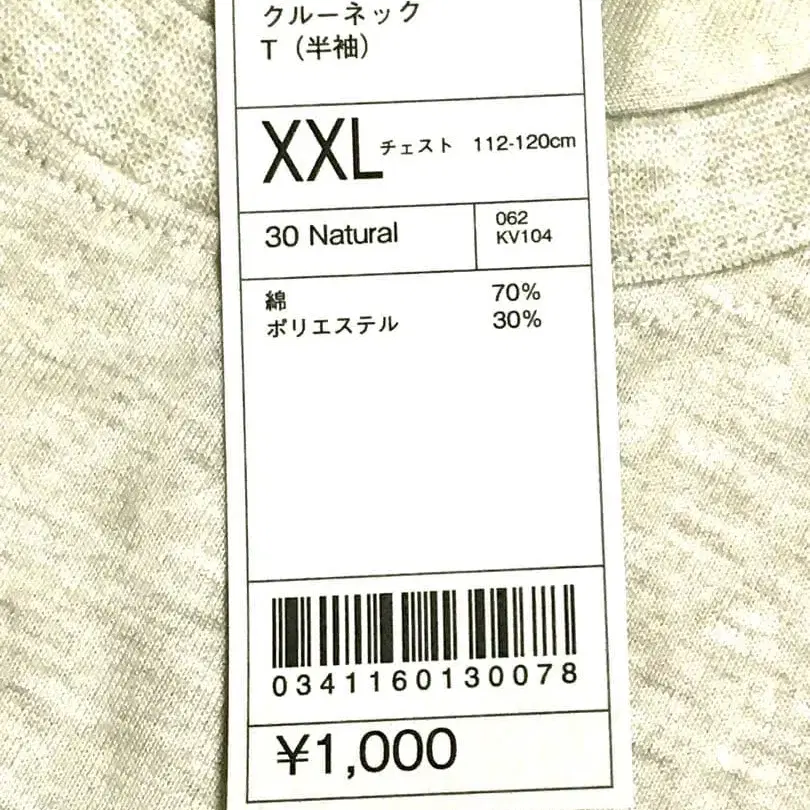 クルーネック
T（半袖）
XXL チェスト 112-120cm
30 Natural
062
KV104
綿 70%
ポリエステル 30%
0341160130078
¥1,000